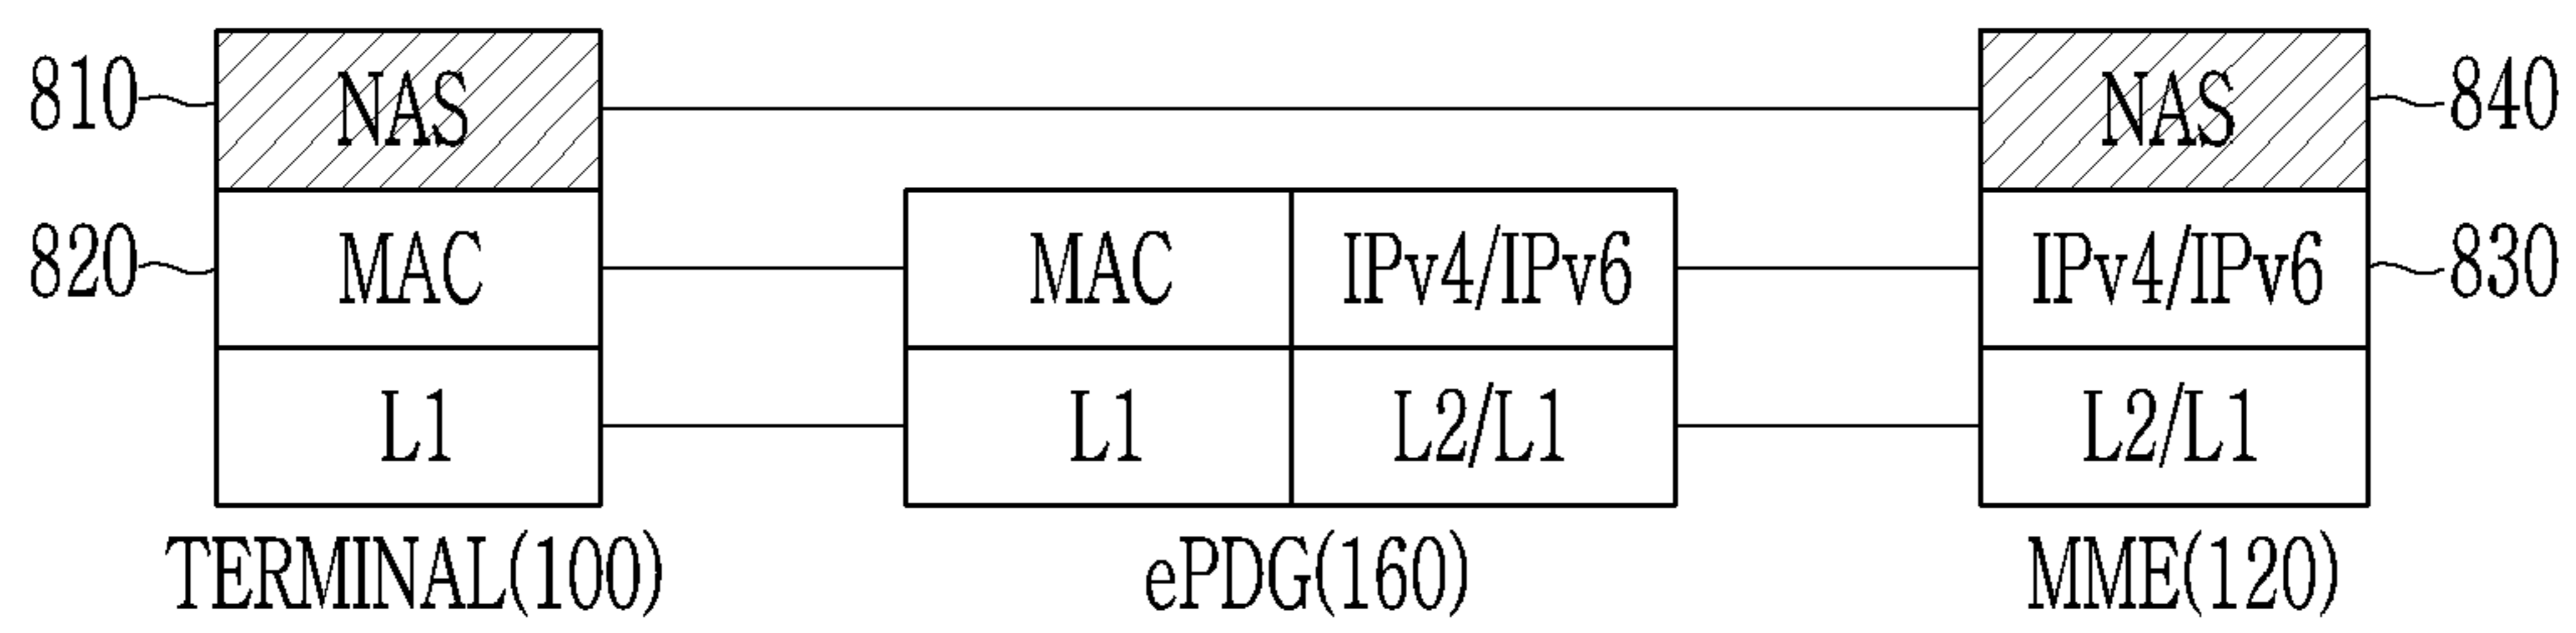 810 NAS NAS 840
820 MAC MAC IPv4/IPv6 IPv4/IPv6 830
L1 L1 L2/L1 L2/L1
TERMINAL(100) ePDG(160) MME(120)